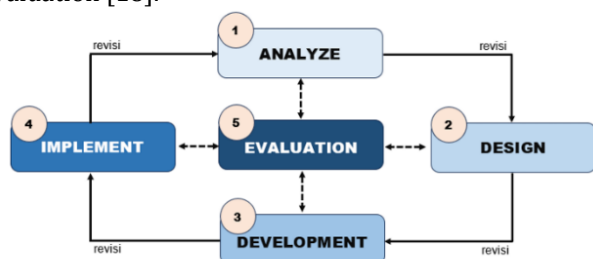 revisi
1
ANALYZE
revisi
4
IMPLEMENT
5
EVALUATION
2
DESIGN
3
DEVELOPMENT
revisi
revisi